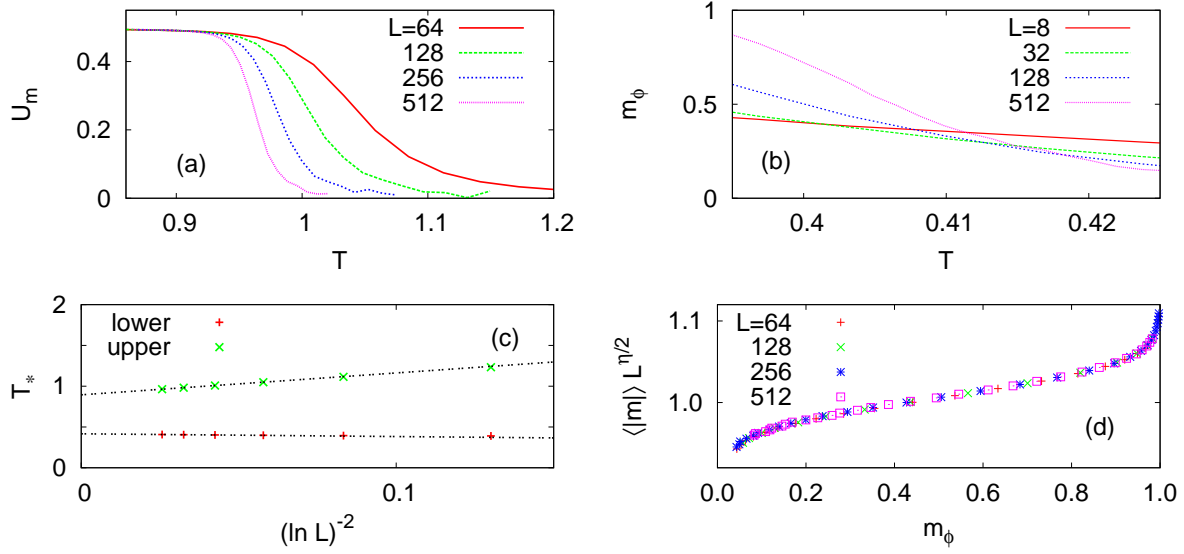 L=64
128
256
512
0.4
0.2
0
U_m
(a)
0.9
1
1.1
1.2
T
1
0.5
0
m_ϕ
L=8
32
128
512
(b)
0.4
0.41
0.42
T
2
1
0
T_*
lower
upper
(c)
0
0.1
(ln L)^{-2}
1.1
1.0
⟨|m|⟩ L^{η/2}
L=64
128
256
512
(d)
0.0
0.2
0.4
0.6
0.8
1.0
m_ϕ